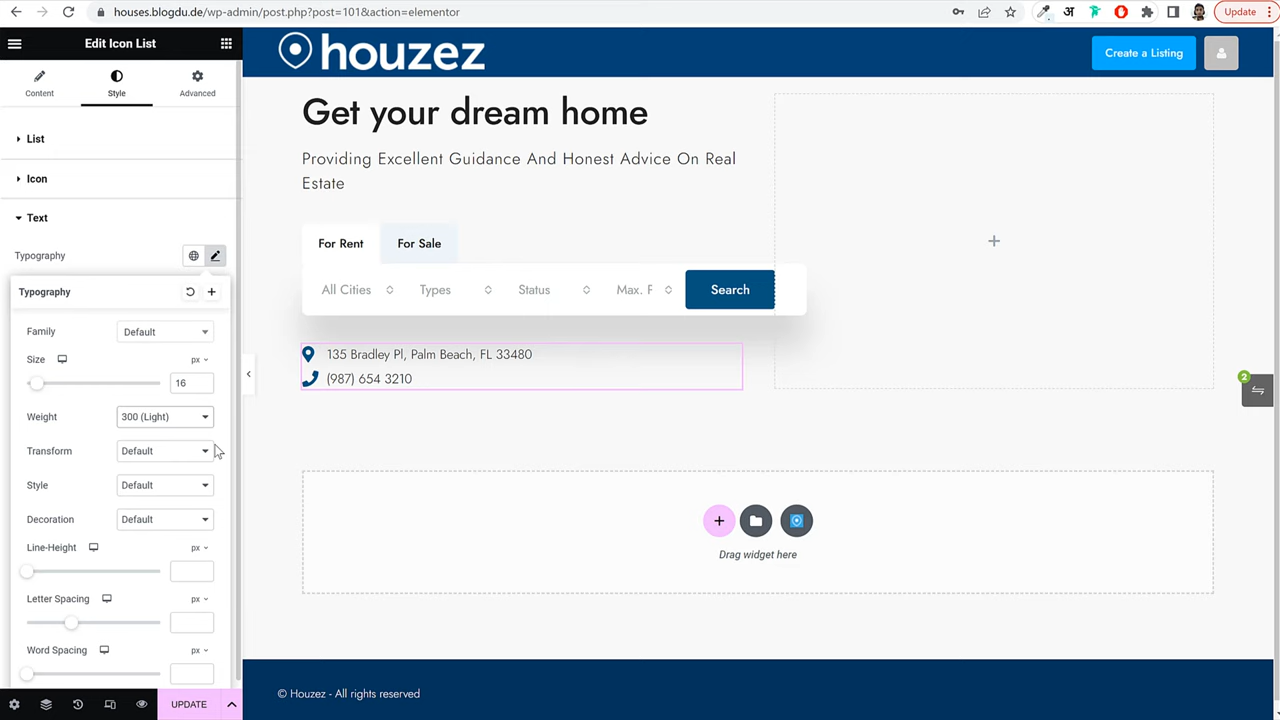 houses.blogdu.de/wp-admin/post.php?post=101&action=elementor
अ
Update
Edit Icon List
houzez
Create a Listing
Content
Style
Advanced
List
Icon
Text
Typography
Typography
Family
Default
Size
px
16
Weight
300 (Light)
Transform
Default
Style
Default
Decoration
Default
Line-Height
px
Letter Spacing
px
Word Spacing
px
UPDATE
Get your dream home
Providing Excellent Guidance And Honest Advice On Real
Estate
For Rent
For Sale
All Cities
Types
Status
Max. F
Search
135 Bradley Pl, Palm Beach, FL 33480
(987) 654 3210
2
Drag widget here
© Houzez - All rights reserved